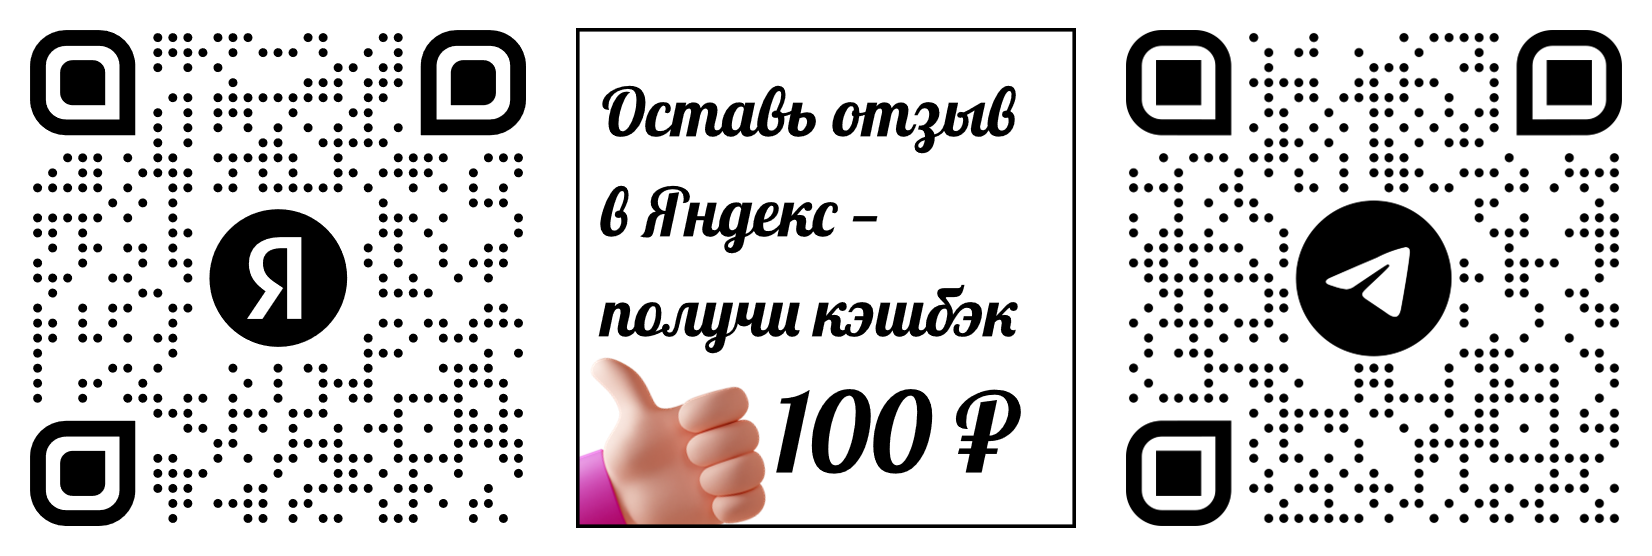 Я
Оставь отзыв
в Яндекс –
получи кэшбэк
100 ₽